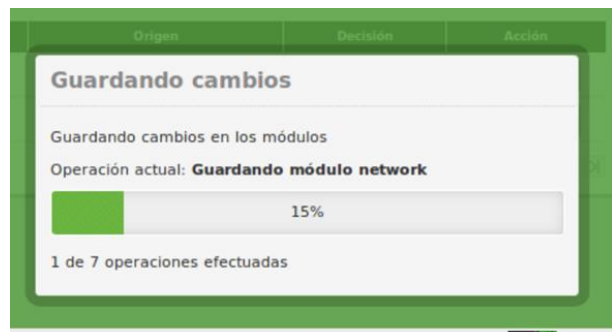 Origen Decisión Acción
Guardando cambios
Guardando cambios en los módulos
Operación actual: Guardando módulo network
15%
1 de 7 operaciones efectuadas